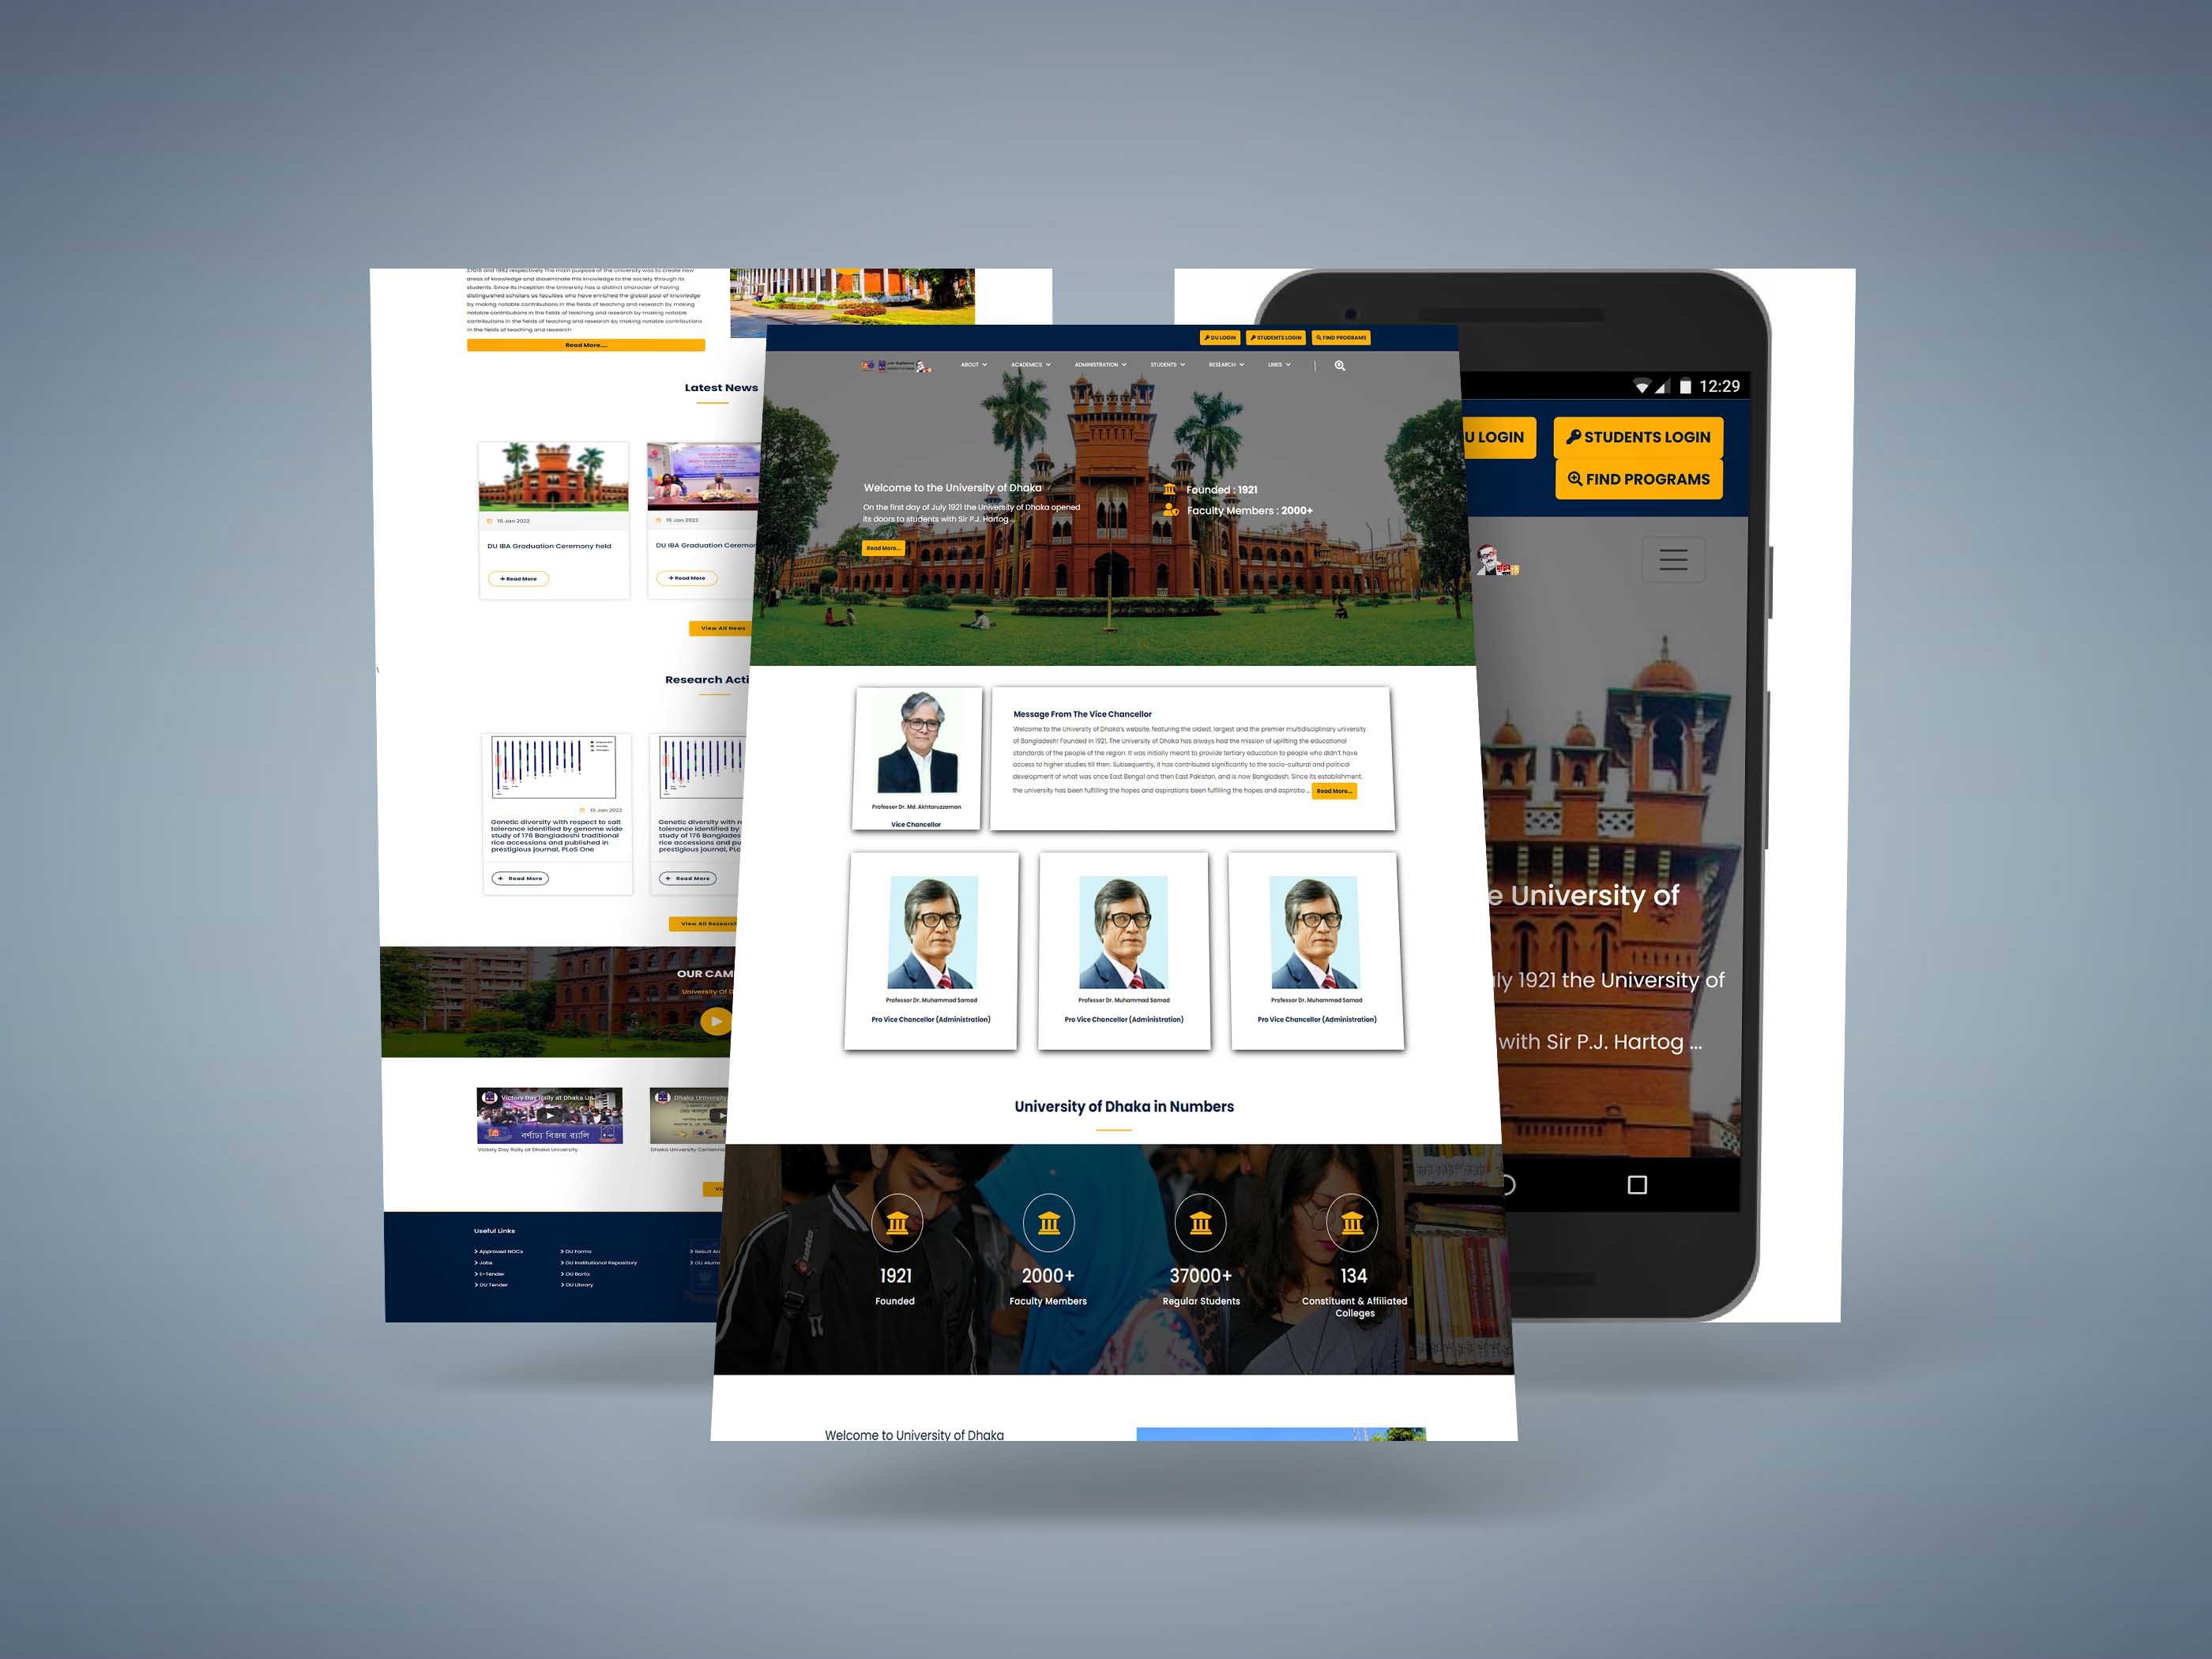 37018 and 1992 respectively The main purpose of the University was to create new
areas of knowledge and disseminate this knowledge to the society through its
students. Since its inception the University has a distinct character of having
distinguished scholars as faculties who have enriched the global pool of knowledge
by making notable contributions in the fields of teaching and research by making
notable contributions in the fields of teaching and research by making notable
contributions in the fields of teaching and research by making notable contributions
in the fields of teaching and research
Read More....
Latest News
15 Jan 2022
DU IBA Graduation Ceremony held
+ Read More
15 Jan 2022
DU IBA Graduation Ceremon
+ Read More
View All News
Research Acti
15 Jan 2022
Genetic diversity with respect to salt
tolerance identified by genome wide
study of 176 Bangladeshi traditional
rice accessions and published in
prestigious journal, PLoS One
+ Read More
Genetic diversity with r
tolerance identified by
study of 176 Banglades
rice accessions and pu
prestigious journal, PLo
+ Read More
View All Research
OUR CAM
University Of D
Victory Day Rally at Dhaka Un..
বর্ণাঢ্য বিজয় র‍্যালি
Victory Day Rally at Dhaka University
Dhaka University
Dhaka University Centennia
Useful Links
Approved NOCs
Jobs
E-Tender
DU Tender
DU Forms
DU Institutional Repository
DU Barta
DU Library
Result Ar
DU Alumn
DU LOGIN
STUDENTS LOGIN
FIND PROGRAMS
ABOUT
ACADEMICS
ADMINISTRATION
STUDENTS
RESEARCH
LINKS
Welcome to the University of Dhaka
On the first day of July 1921 the University of Dhaka opened
its doors to students with Sir P.J. Hartog ...
Read More...
Founded : 1921
Faculty Members : 2000+
Professor Dr. Md. Akhtaruzzaman
Vice Chancellor
Message From The Vice Chancellor
Welcome to the University of Dhaka's website, featuring the oldest, largest and the premier multidisciplinary university
of Bangladesh! Founded in 1921, The University of Dhaka has always had the mission of uplifting the educational
standards of the people of the region. It was initially meant to provide tertiary education to people who didn't have
access to higher studies till then. Subsequently, it has contributed significantly to the socio-cultural and political
development of what was once East Bengal and then East Pakistan, and is now Bangladesh. Since its establishment,
the university has been fulfilling the hopes and aspirations been fulfilling the hopes and aspiratio ... Read More...
Professor Dr. Muhammad Samad
Pro Vice Chancellor (Administration)
Professor Dr. Muhammad Samad
Pro Vice Chancellor (Administration)
Professor Dr. Muhammad Samad
Pro Vice Chancellor (Administration)
University of Dhaka in Numbers
1921
Founded
2000+
Faculty Members
37000+
Regular Students
134
Constituent & Affiliated
Colleges
Welcome to University of Dhaka
12:29
U LOGIN
STUDENTS LOGIN
FIND PROGRAMS
e University of
ly 1921 the University of
with Sir P.J. Hartog ...